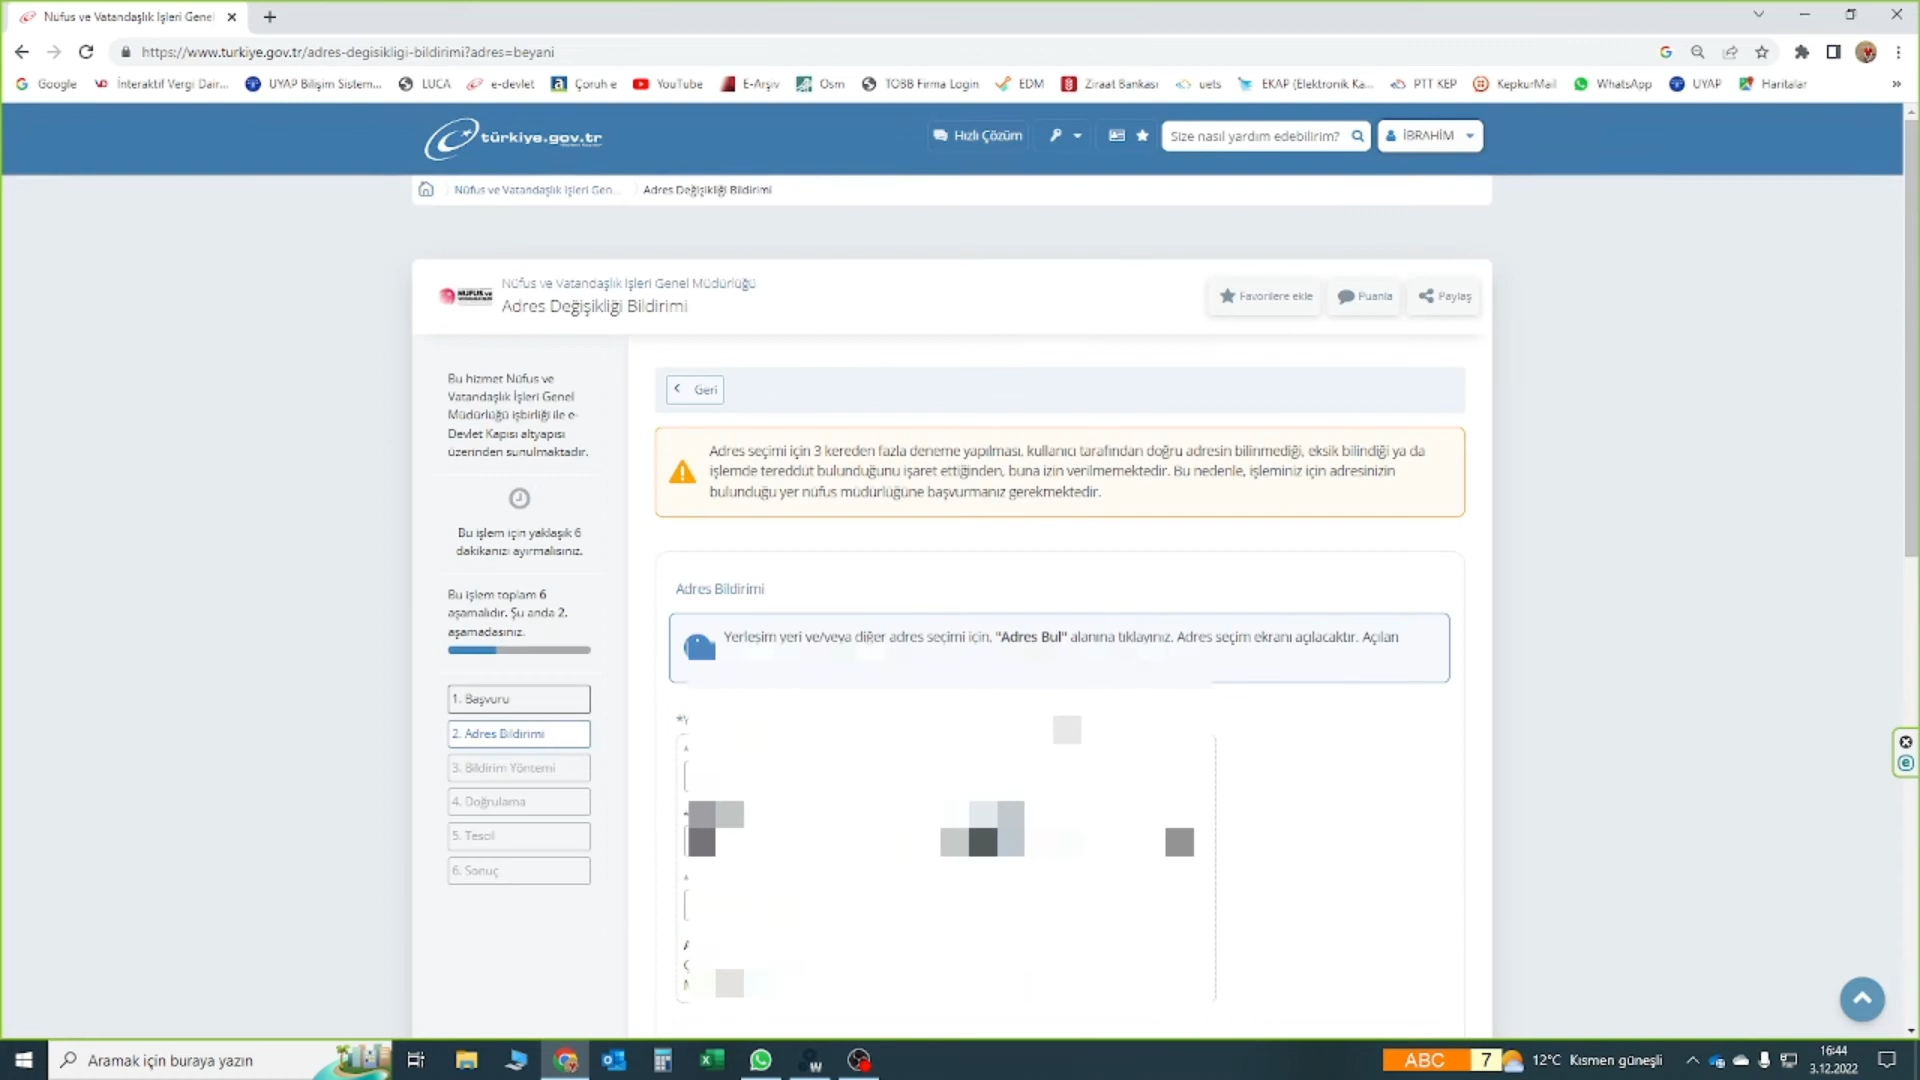 Nüfus ve Vatandaşlık İşleri Genel
https://www.turkiye.gov.tr/adres-degisikligi-bildirimi?adres=beyani
Google
İnteraktif Vergi Dair...
UYAP Bilişim Sistem...
LUCA
e-devlet
Çoruh e
YouTube
E-Arşiv
Osm
TOBB Firma Login
EDM
Ziraat Bankası
uets
EKAP (Elektronik Ka...
PTT KEP
KepkurMail
WhatsApp
UYAP
Haritalar
»
türkiye.gov.tr
Hızlı Çözüm
Size nasıl yardım edebilirim?
İBRAHİM
Nüfus ve Vatandaşlık İşleri Gen...
Adres Değişikliği Bildirimi
Nüfus ve Vatandaşlık İşleri Genel Müdürlüğü
Adres Değişikliği Bildirimi
Favorilere ekle
Puanla
Paylaş
Bu hizmet Nüfus ve
Vatandaşlık İşleri Genel
Müdürlüğü işbirliği ile e-
Devlet Kapısı altyapısı
üzerinden sunulmaktadır.
Bu işlem için yaklaşık 6
dakikanızı ayırmalısınız.
Bu işlem toplam 6
aşamalıdır. Şu anda 2.
aşamadasınız.
1. Başvuru
2. Adres Bildirimi
3. Bildirim Yöntemi
4. Doğrulama
5. Tescil
6. Sonuç
Geri
Adres seçimi için 3 kereden fazla deneme yapılması, kullanıcı tarafından doğru adresin bilinmediği, eksik bilindiği ya da
işlemde tereddüt bulunduğunu işaret ettiğinden, buna izin verilmemektedir. Bu nedenle, işleminiz için adresinizin
bulunduğu yer nüfus müdürlüğüne başvurmanız gerekmektedir.
Adres Bildirimi
Yerleşim yeri ve/veya diğer adres seçimi için, "Adres Bul" alanına tıklayınız. Adres seçim ekranı açılacaktır. Açılan
Aramak için buraya yazın
ABC 7
12°C Kısmen güneşli
16:44
3.12.2022